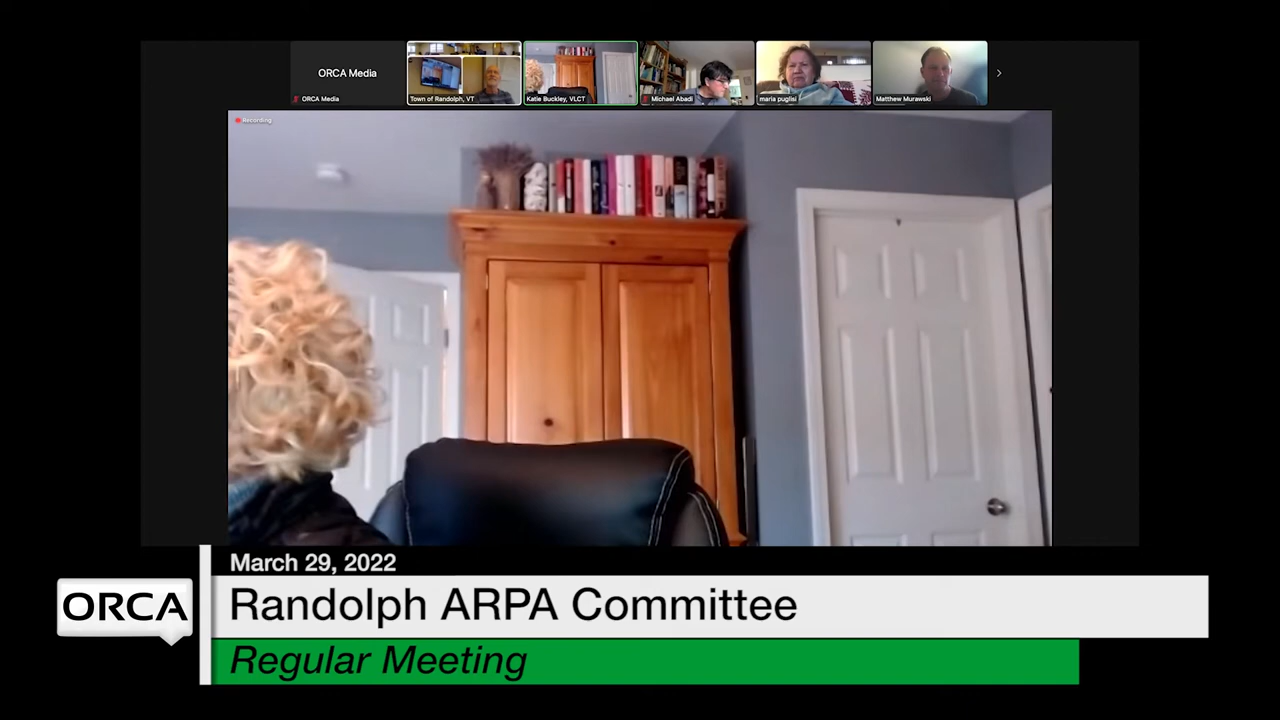 ORCA Media
ORCA Media
Town of Randolph, VT
Katie Buckley, VLCT
Michael Abadi
maria puglisi
Matthew Murawski
Recording
March 29, 2022
ORCA
Randolph ARPA Committee
Regular Meeting